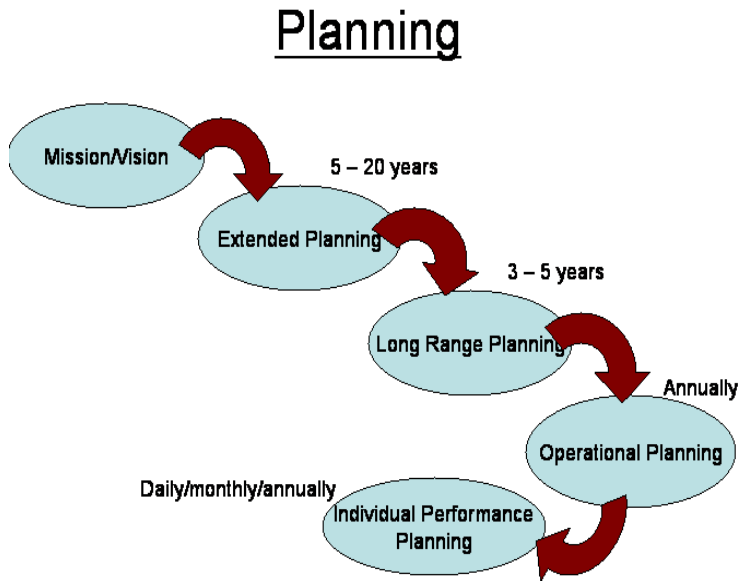 Planning
Mission/Vision
5 – 20 years
Extended Planning
3 – 5 years
Long Range Planning
Annually
Operational Planning
Daily/monthly/annually
Individual Performance
Planning